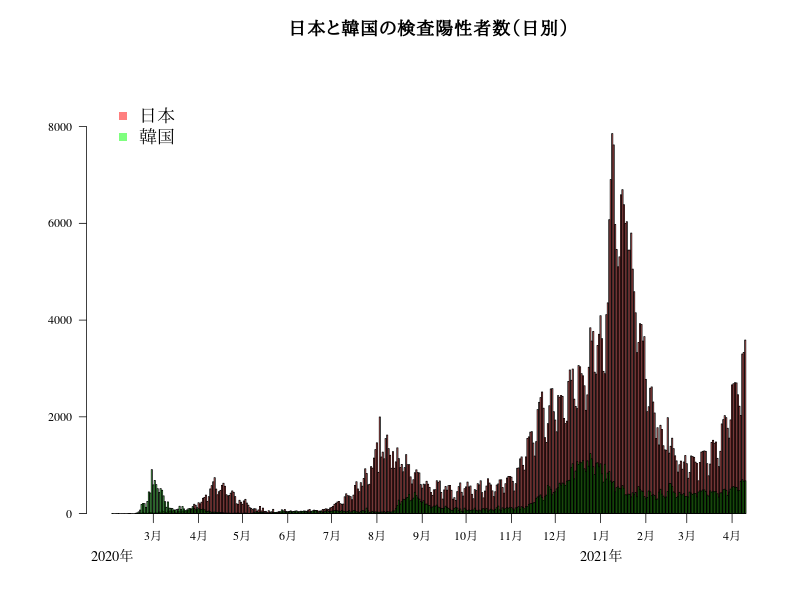 日本と韓国の検査陽性者数(日別)
日本
韓国
8000
6000
4000
2000
0
3月 4月 5月 6月 7月 8月 9月 10月 11月 12月 1月 2月 3月 4月
2020年 2021年